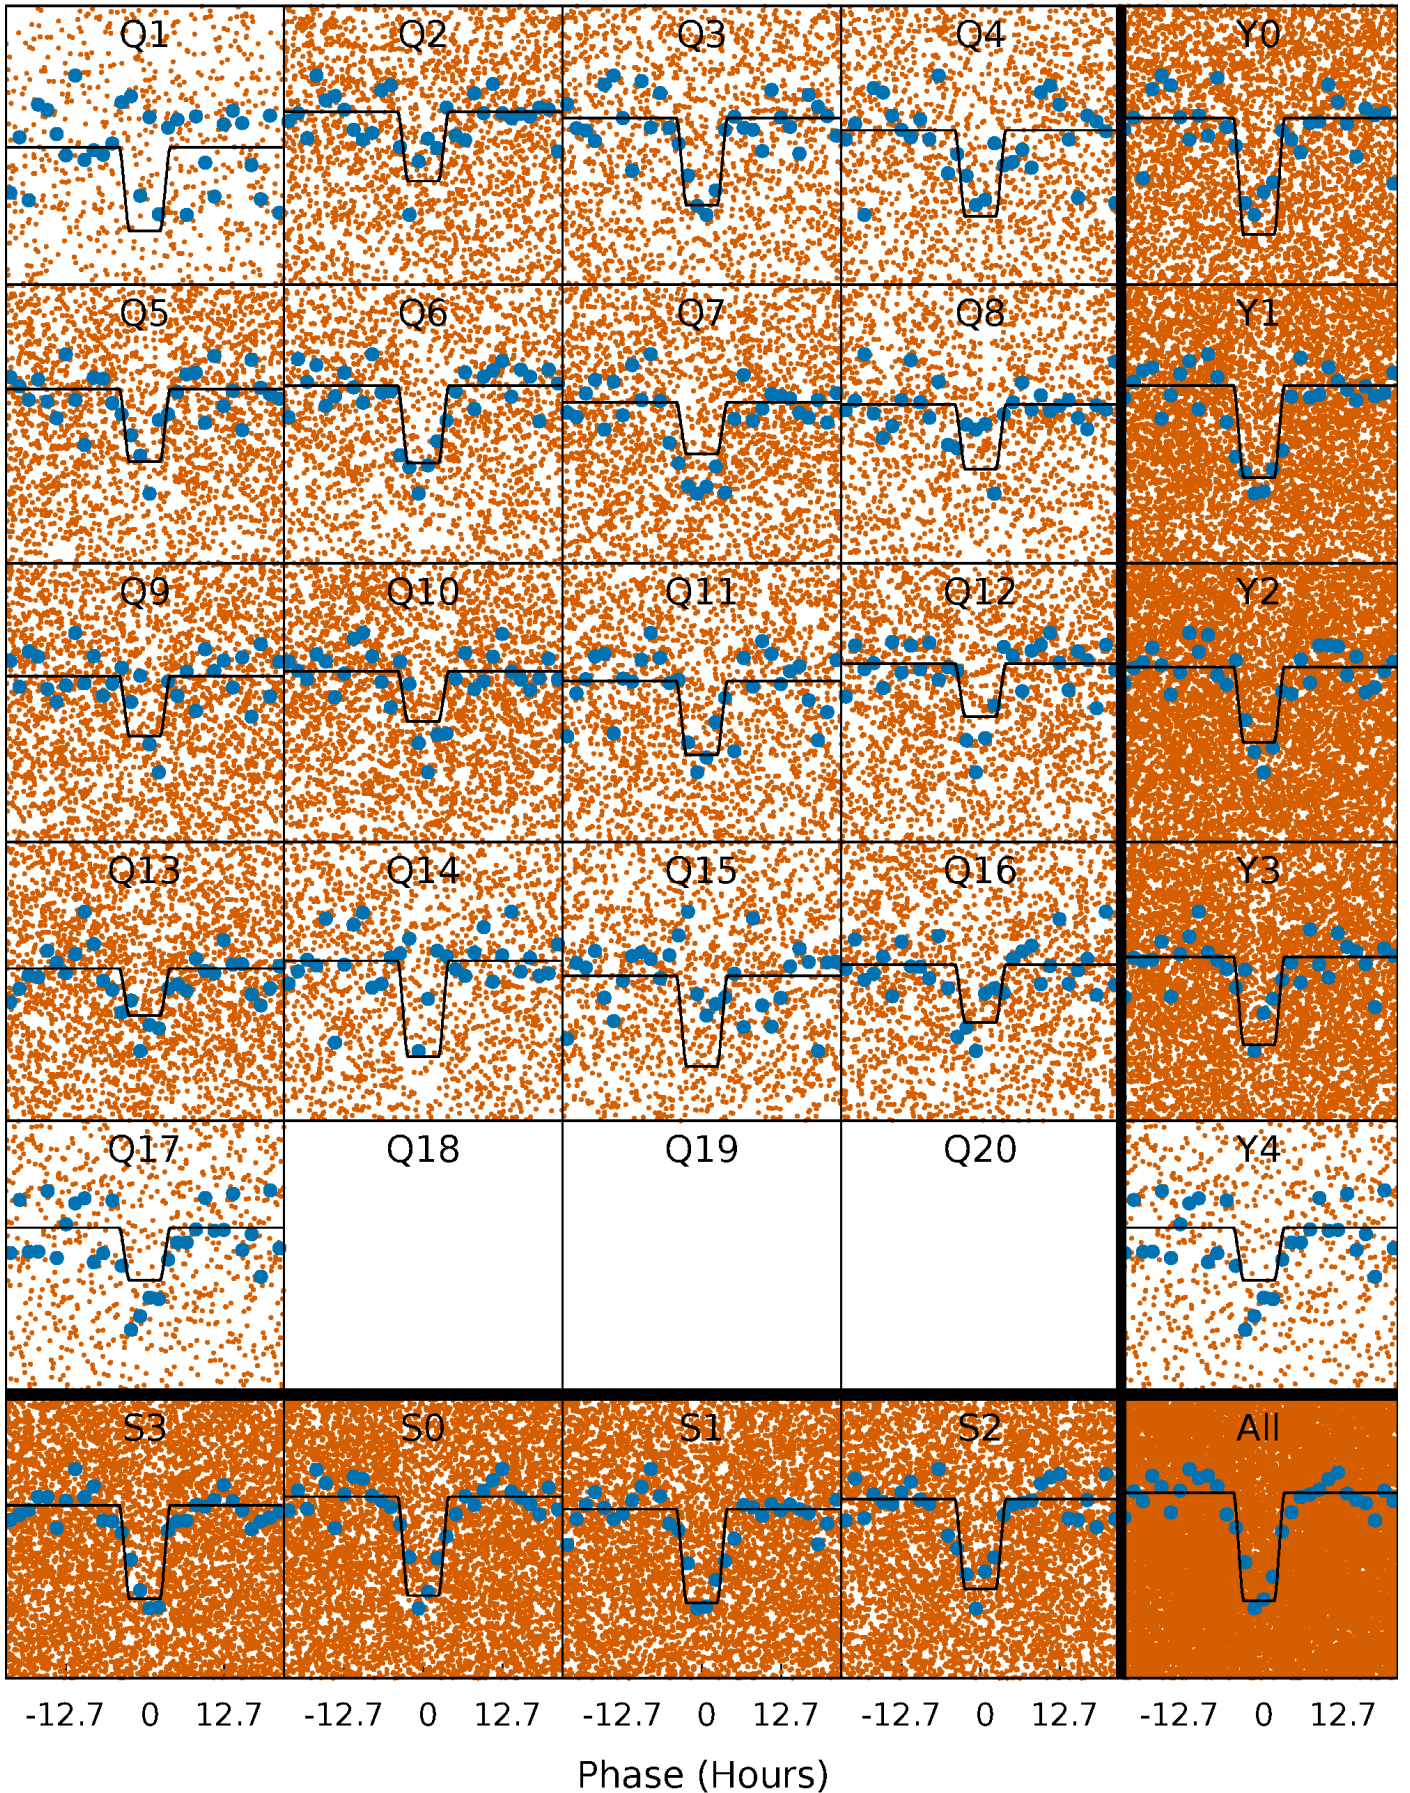 Q1 Q2 Q3 Q4 Y0
Q5 Q6 Q7 Q8 Y1
Q9 Q10 Q11 Q12 Y2
Q13 Q14 Q15 Q16 Y3
Q17 Q18 Q19 Q20 Y4
S3 S0 S1 S2 All
-12.7 0 12.7 -12.7 0 12.7 -12.7 0 12.7 -12.7 0 12.7 -12.7 0 12.7
Phase (Hours)